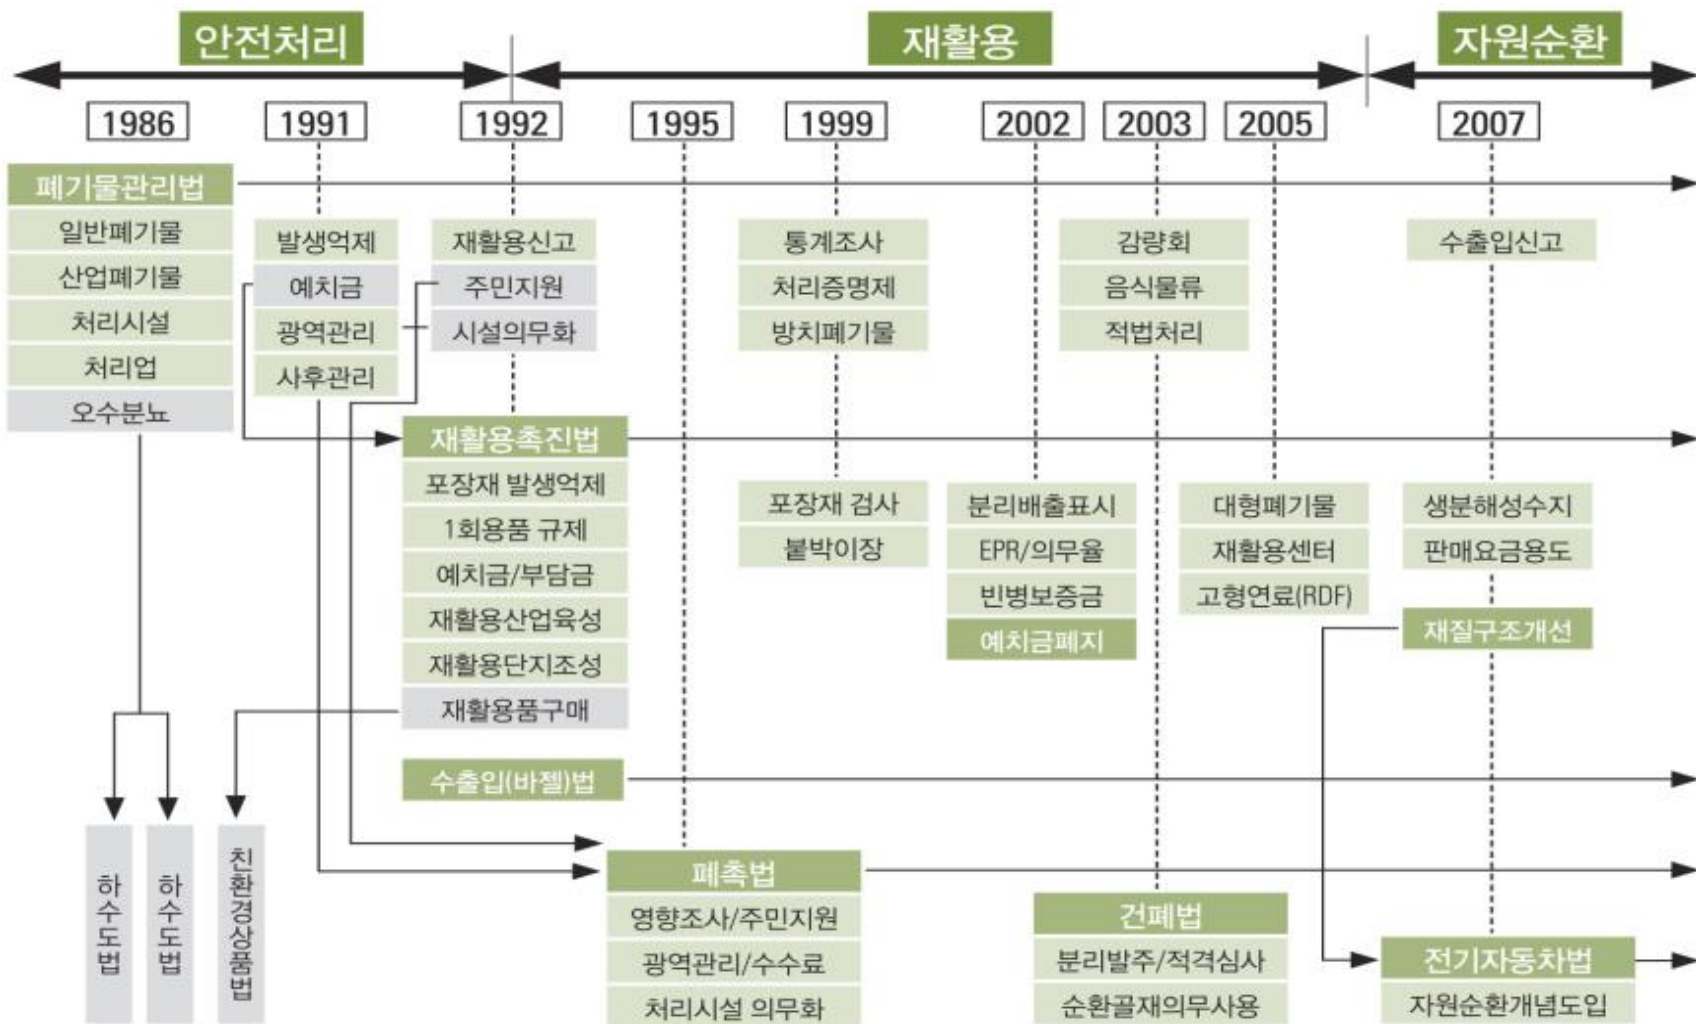 안전처리
재활용
자원순환
1986
1991
1992
1995
1999
2002
2003
2005
2007
폐기물관리법
일반폐기물
산업폐기물
처리시설
처리업
오수분뇨
발생억제
예치금
광역관리
사후관리
재활용신고
주민지원
시설의무화
통계조사
처리증명제
방치폐기물
감량회
음식물류
적법처리
수출입신고
재활용촉진법
포장재 발생억제
1회용품 규제
예치금/부담금
재활용산업육성
재활용단지조성
재활용품구매
포장재 검사
붙박이장
분리배출표시
EPR/의무율
빈병보증금
예치금폐지
대형폐기물
재활용센터
고형연료(RDF)
생분해성수지
판매요금용도
재질구조개선
수출입(바젤)법
하수도법
하수도법
친환경상품법
폐촉법
영향조사/주민지원
광역관리/수수료
처리시설 의무화
건폐법
분리발주/적격심사
순환골재의무사용
전기자동차법
자원순환개념도입